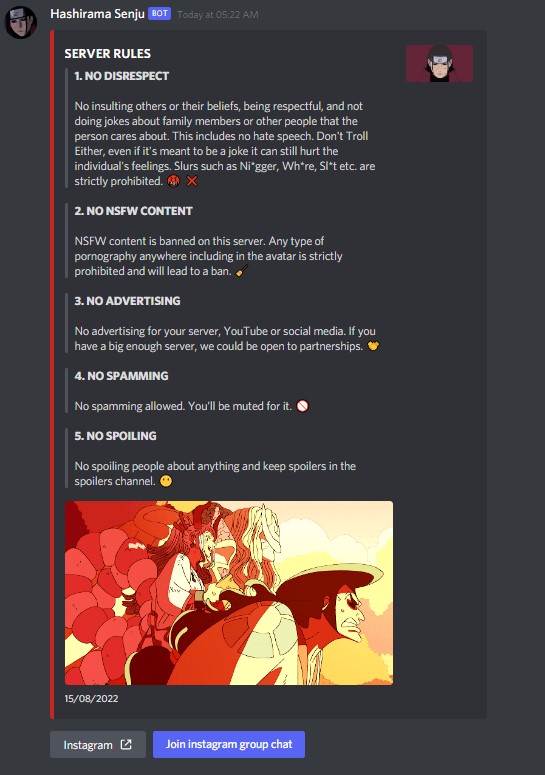 Hashirama Senju BOT Today at 05:22 AM
SERVER RULES
1. NO DISRESPECT
No insulting others or their beliefs, being respectful, and not
doing jokes about family members or other people that the
person cares about. This includes no hate speech. Don't Troll
Either, even if it's meant to be a joke it can still hurt the
individual's feelings. Slurs such as Ni*gger, Wh*re, Sl*t etc. are
strictly prohibited.
2. NO NSFW CONTENT
NSFW content is banned on this server. Any type of
pornography anywhere including in the avatar is strictly
prohibited and will lead to a ban.
3. NO ADVERTISING
No advertising for your server, YouTube or social media. If you
have a big enough server, we could be open to partnerships.
4. NO SPAMMING
No spamming allowed. You'll be muted for it.
5. NO SPOILING
No spoiling people about anything and keep spoilers in the
spoilers channel.
15/08/2022
Instagram
Join instagram group chat